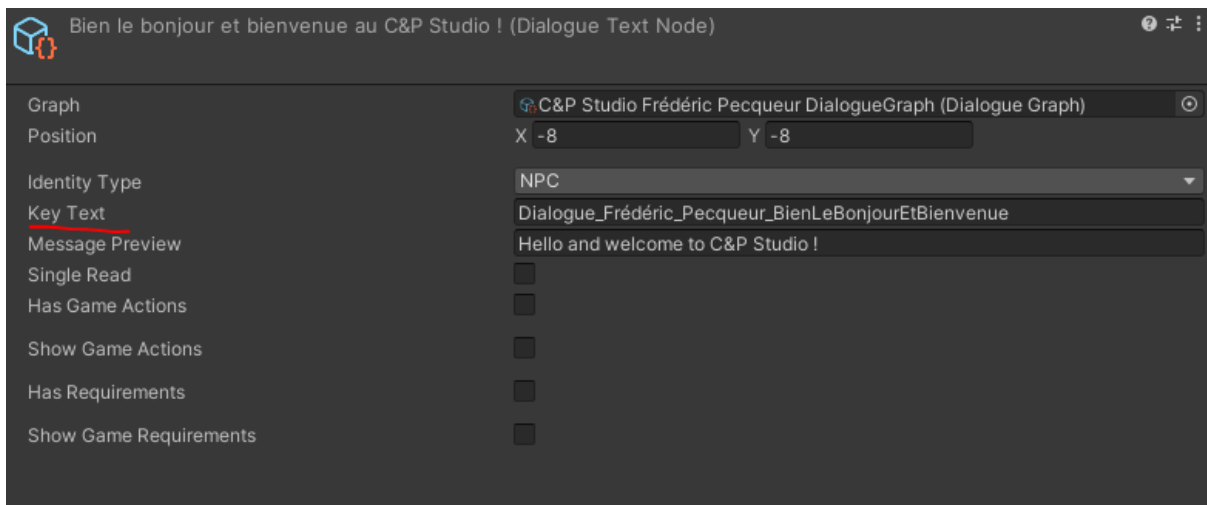 Bien le bonjour et bienvenue au C&P Studio ! (Dialogue Text Node)
Graph C&P Studio Frédéric Pecqueur DialogueGraph (Dialogue Graph)
Position X -8 Y -8
Identity Type NPC
Key Text Dialogue_Frédéric_Pecqueur_BienLeBonjourEtBienvenue
Message Preview Hello and welcome to C&P Studio !
Single Read
Has Game Actions
Show Game Actions
Has Requirements
Show Game Requirements